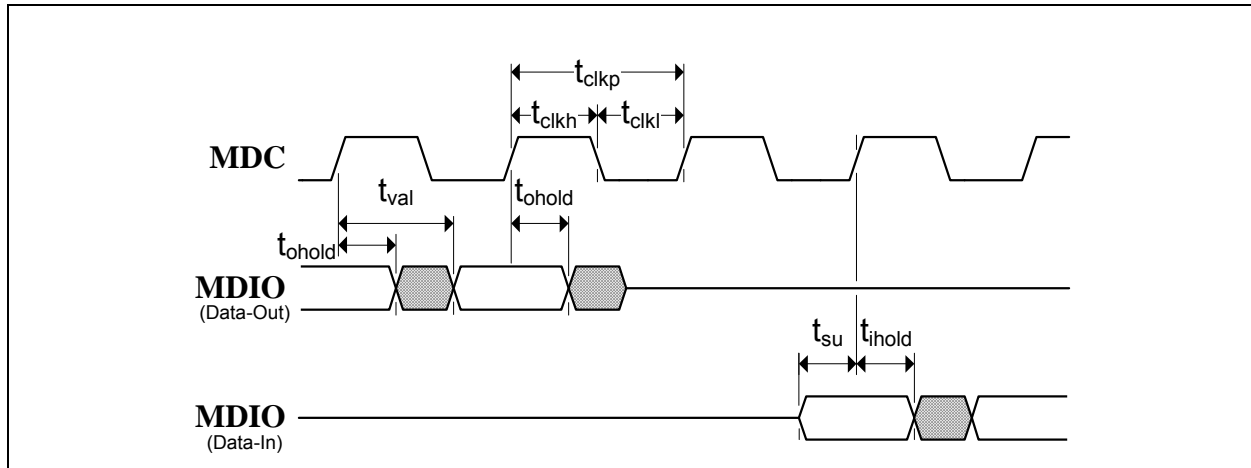 tclkp
tclkh tclkl
MDC
tval tohold
tohold
MDIO
(Data-Out)
tsu tihold
MDIO
(Data-In)